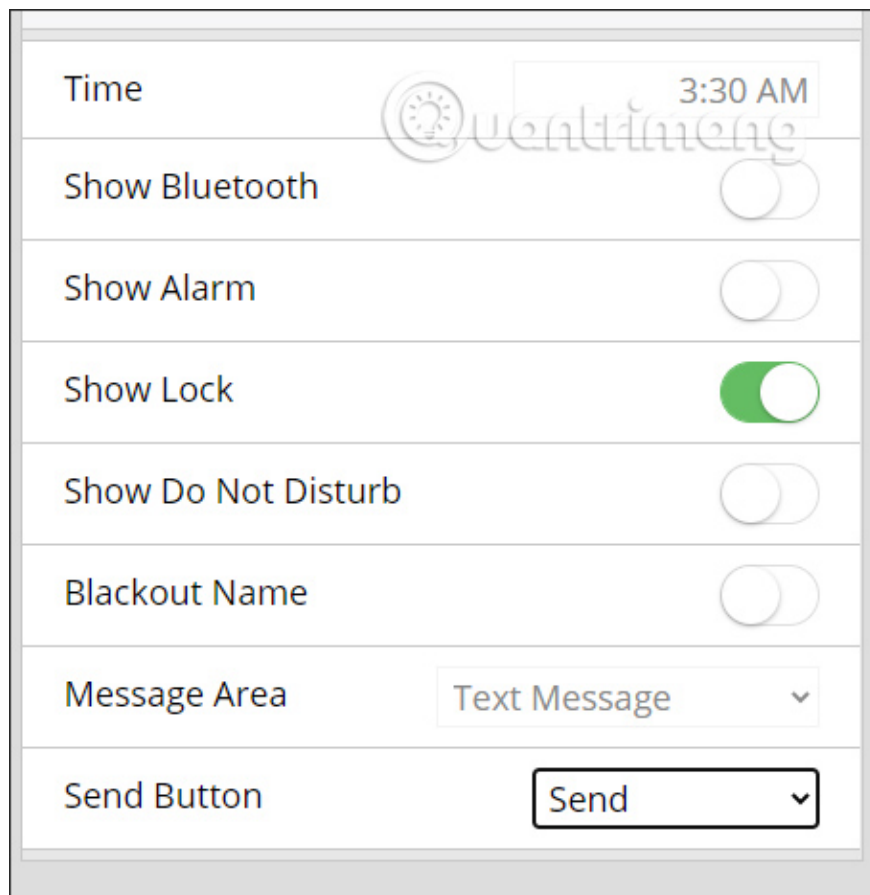 Time
3:30 AM
Quantrimang
Show Bluetooth
Show Alarm
Show Lock
Show Do Not Disturb
Blackout Name
Message Area
Text Message
Send Button
Send